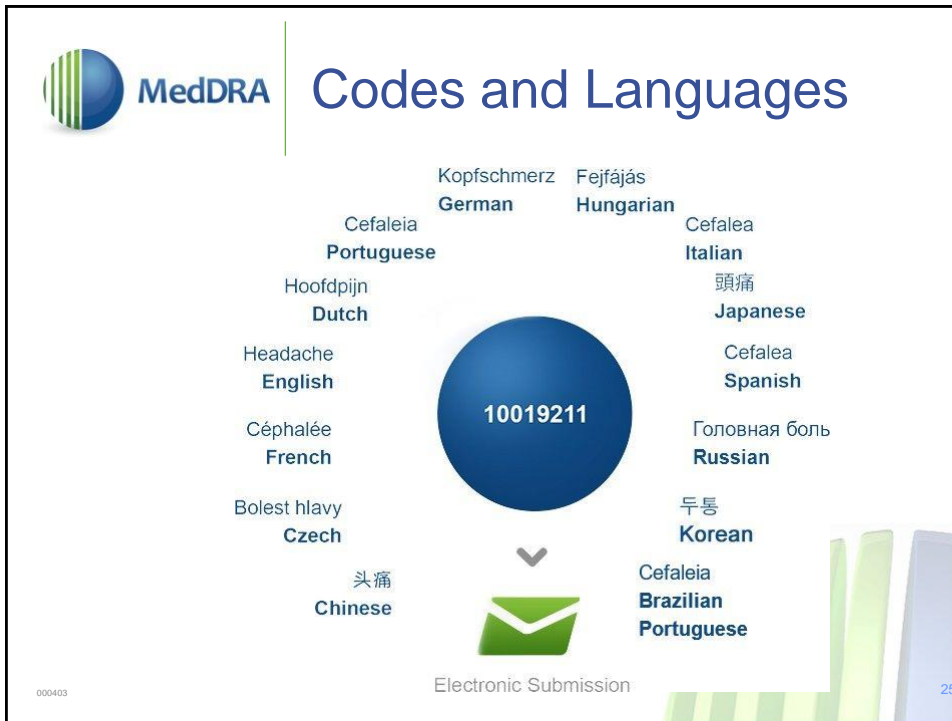 MedDRA
Codes and Languages
Kopfschmerz
German
Fejfájás
Hungarian
Cefaleia
Portuguese
Cefalea
Italian
Hoofdpijn
Dutch
頭痛
Japanese
Headache
English
Cefalea
Spanish
10019211
Céphalée
French
Головная боль
Russian
Bolest hlavy
Czech
두통
Korean
头痛
Chinese
Cefaleia
Brazilian
Portuguese
Electronic Submission
000403
25